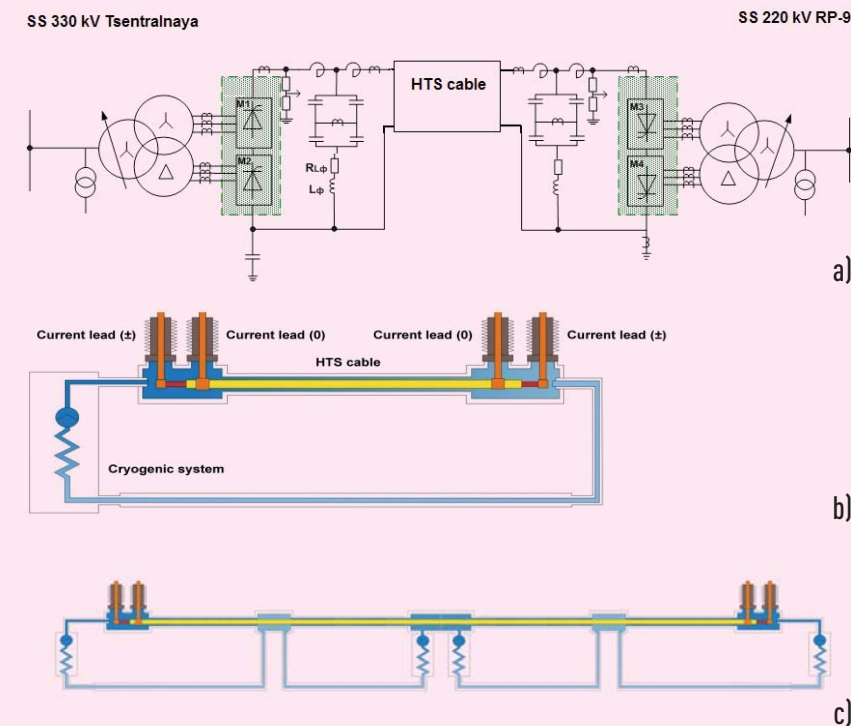 SS 330 kV Tsentralnaya
SS 220 kV RP-9
HTS cable
M1
M2
M3
M4
RLф
Lф
a)
Current lead (±)
Current lead (0)
Current lead (0)
Current lead (±)
HTS cable
Cryogenic system
b)
c)